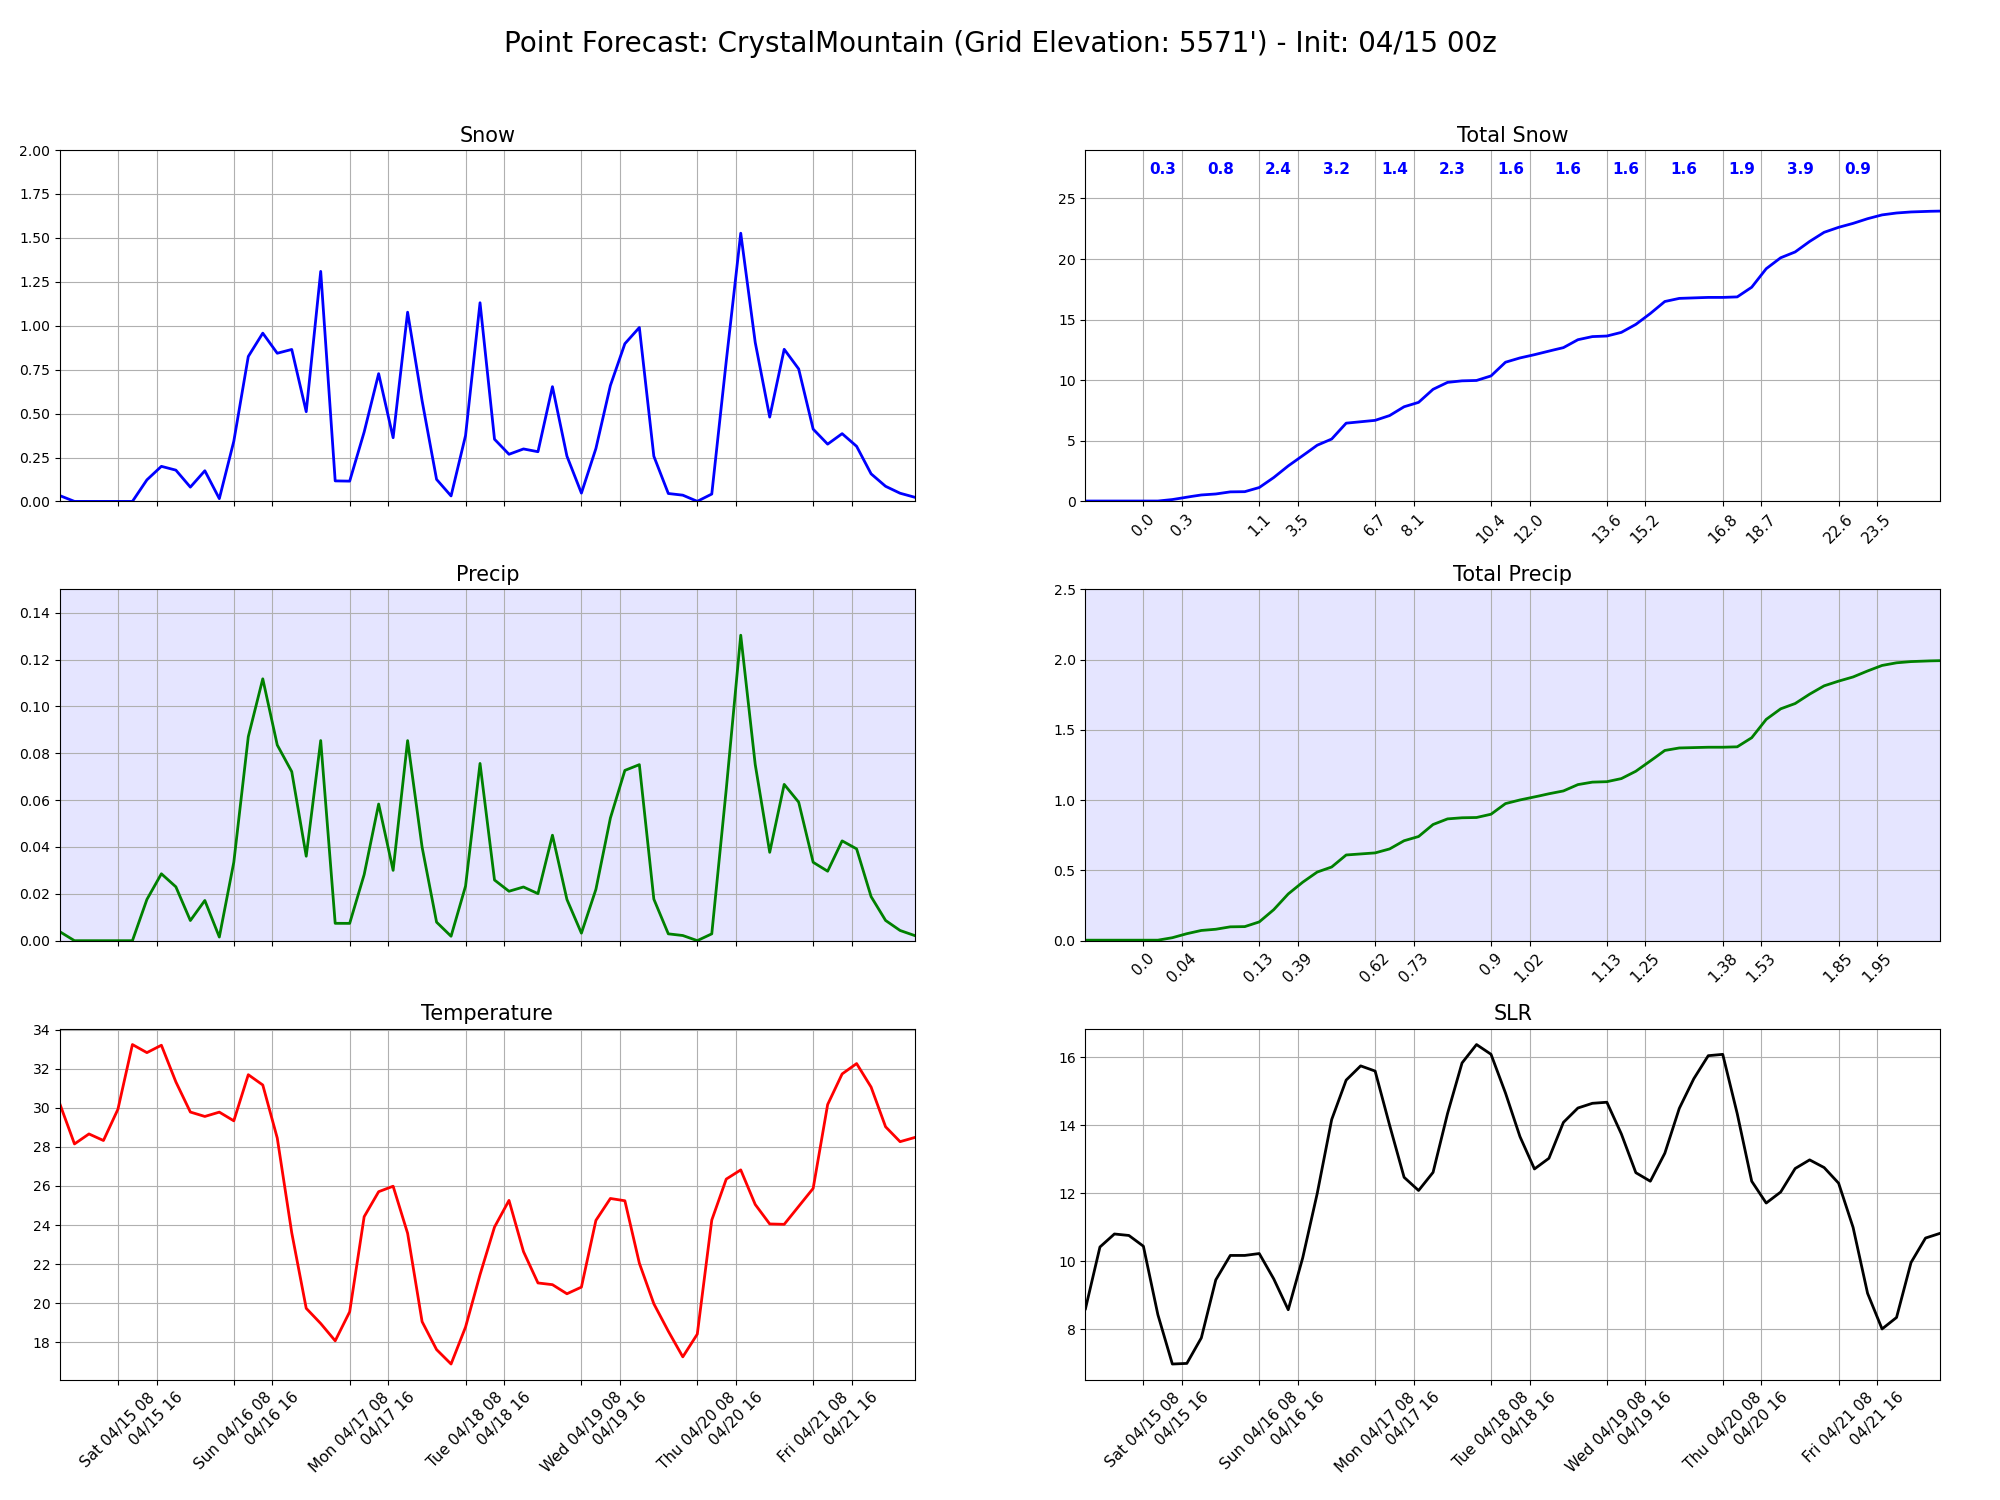 Point Forecast: CrystalMountain (Grid Elevation: 5571') - Init: 04/15 00z
Snow
2.00
1.75
1.50
1.25
1.00
0.75
0.50
0.25
0.00
Total Snow
0.3 0.8 2.4 3.2 1.4 2.3 1.6 1.6 1.6 1.6 1.9 3.9 0.9
25
20
15
10
5
0
0.0 0.3 1.1 3.5 6.7 8.1 10.4 12.0 13.6 15.2 16.8 18.7 22.6 23.5
Precip
0.14
0.12
0.10
0.08
0.06
0.04
0.02
0.00
Total Precip
2.5
2.0
1.5
1.0
0.5
0.0
0.0 0.04 0.13 0.39 0.62 0.73 0.9 1.02 1.13 1.25 1.38 1.53 1.85 1.95
Temperature
34
32
30
28
26
24
22
20
18
Sat 04/15 08
04/15 16
Sun 04/16 08
04/16 16
Mon 04/17 08
04/17 16
Tue 04/18 08
04/18 16
Wed 04/19 08
04/19 16
Thu 04/20 08
04/20 16
Fri 04/21 08
04/21 16
SLR
16
14
12
10
8
Sat 04/15 08
04/15 16
Sun 04/16 08
04/16 16
Mon 04/17 08
04/17 16
Tue 04/18 08
04/18 16
Wed 04/19 08
04/19 16
Thu 04/20 08
04/20 16
Fri 04/21 08
04/21 16